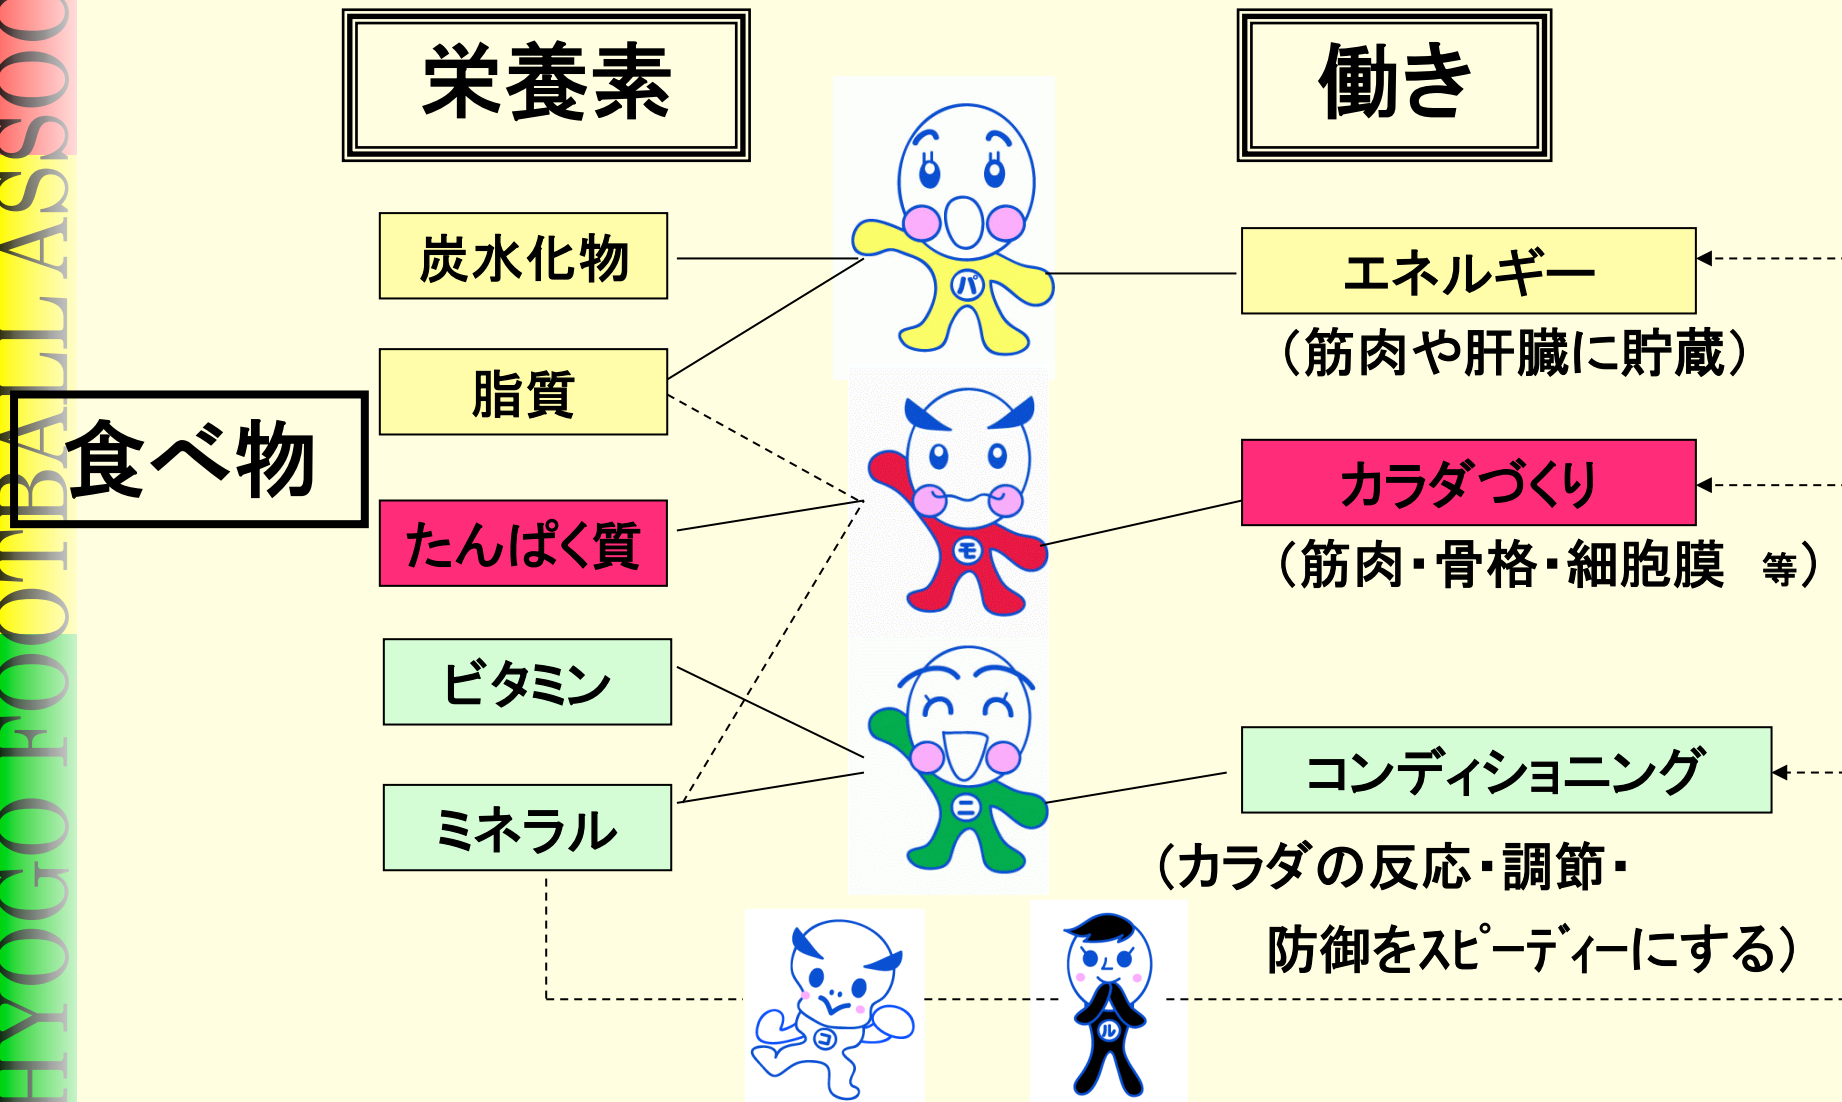 HYOGO FOOTBALL ASSOC
栄養素
働き
食べ物
炭水化物
脂質
たんぱく質
ビタミン
ミネラル
パ
モ
ニ
コ
ル
エネルギー
（筋肉や肝臓に貯蔵）
カラダづくり
（筋肉・骨格・細胞膜　等）
コンディショニング
（カラダの反応・調節・
防御をｽﾋﾟｰﾃﾞｨｰにする）